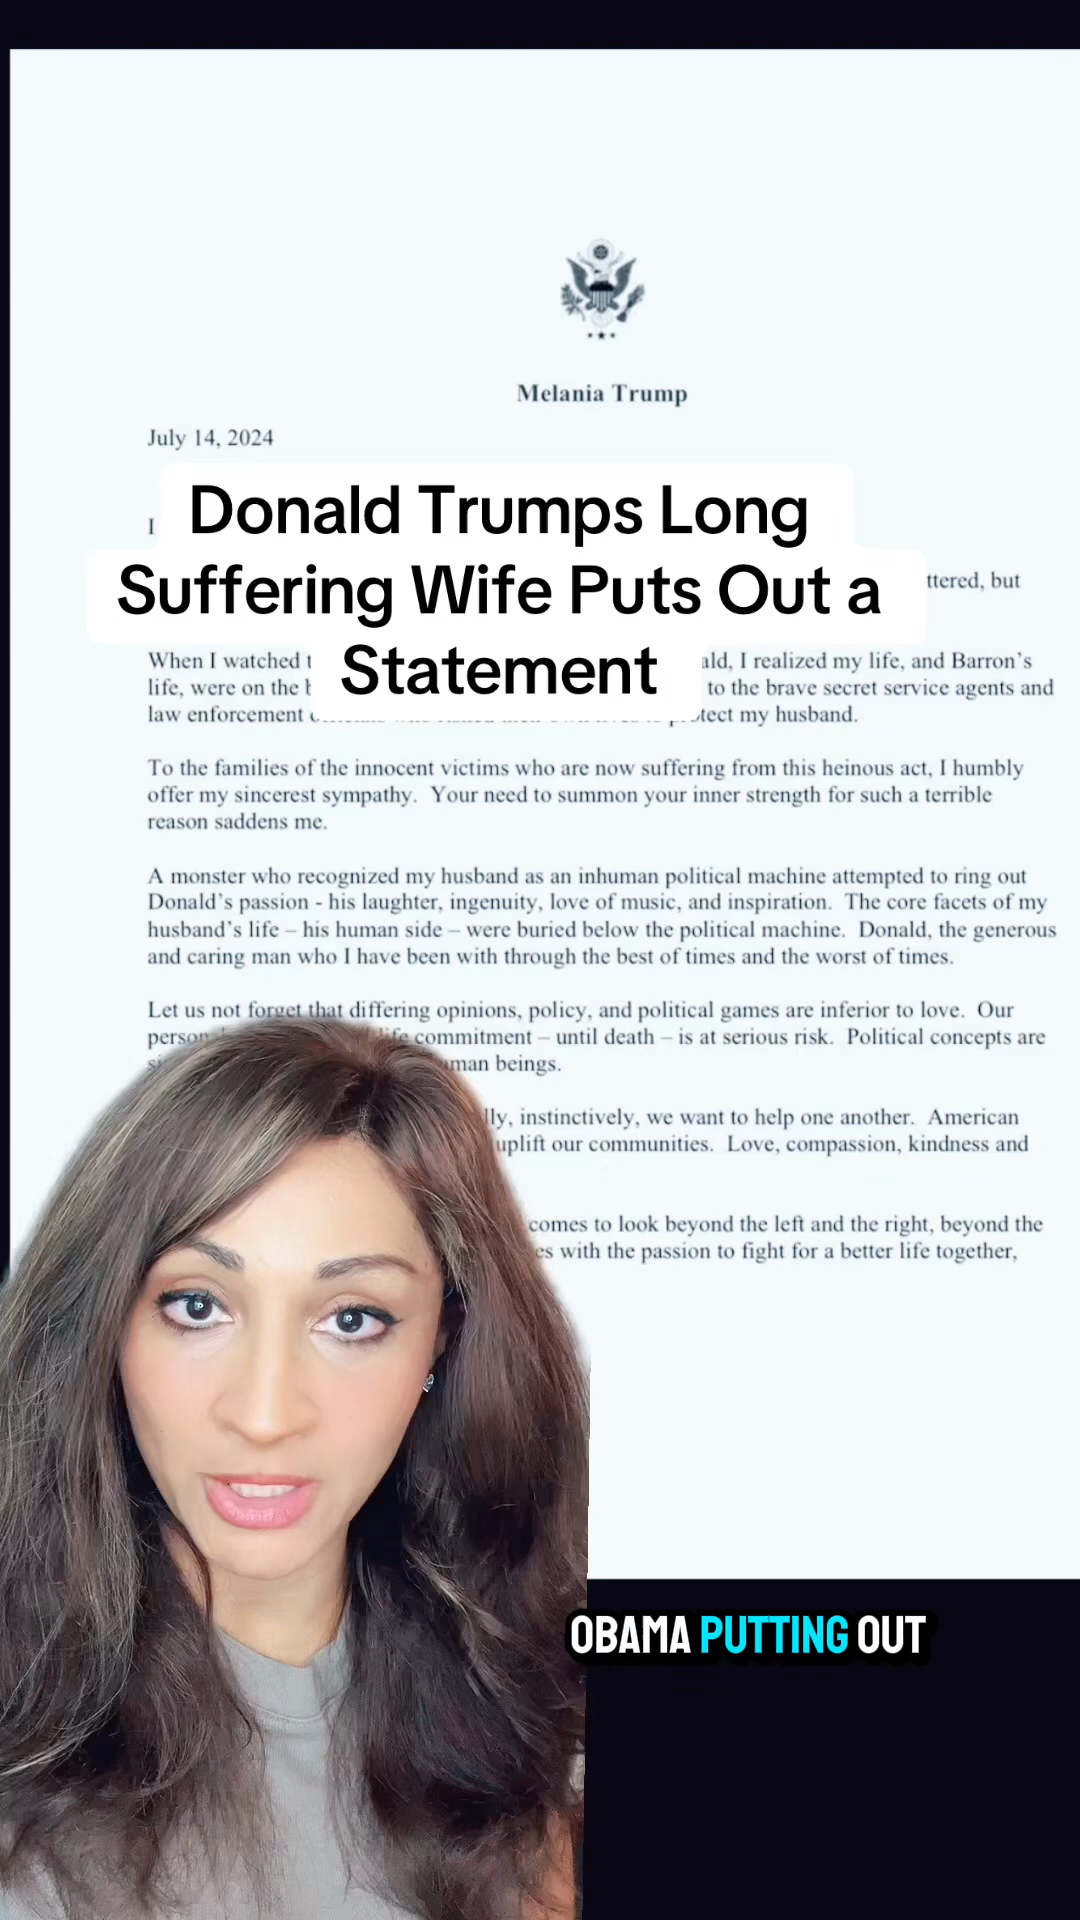 Melania Trump
July 14, 2024
Donald Trumps Long
Suffering Wife Puts Out a
Statement
I
ttered, but
When I watched t ald, I realized my life, and Barron's
life, were on the b to the brave secret service agents and
law enforcement protect my husband.
To the families of the innocent victims who are now suffering from this heinous act, I humbly
offer my sincerest sympathy. Your need to summon your inner strength for such a terrible
reason saddens me.
A monster who recognized my husband as an inhuman political machine attempted to ring out
Donald's passion - his laughter, ingenuity, love of music, and inspiration. The core facets of my
husband's life – his human side – were buried below the political machine. Donald, the generous
and caring man who I have been with through the best of times and the worst of times.
Let us not forget that differing opinions, policy, and political games are inferior to love. Our
person life commitment – until death – is at serious risk. Political concepts are
man beings.
lly, instinctively, we want to help one another. American
uplift our communities. Love, compassion, kindness and
comes to look beyond the left and the right, beyond the
es with the passion to fight for a better life together,
OBAMA PUTTING OUT